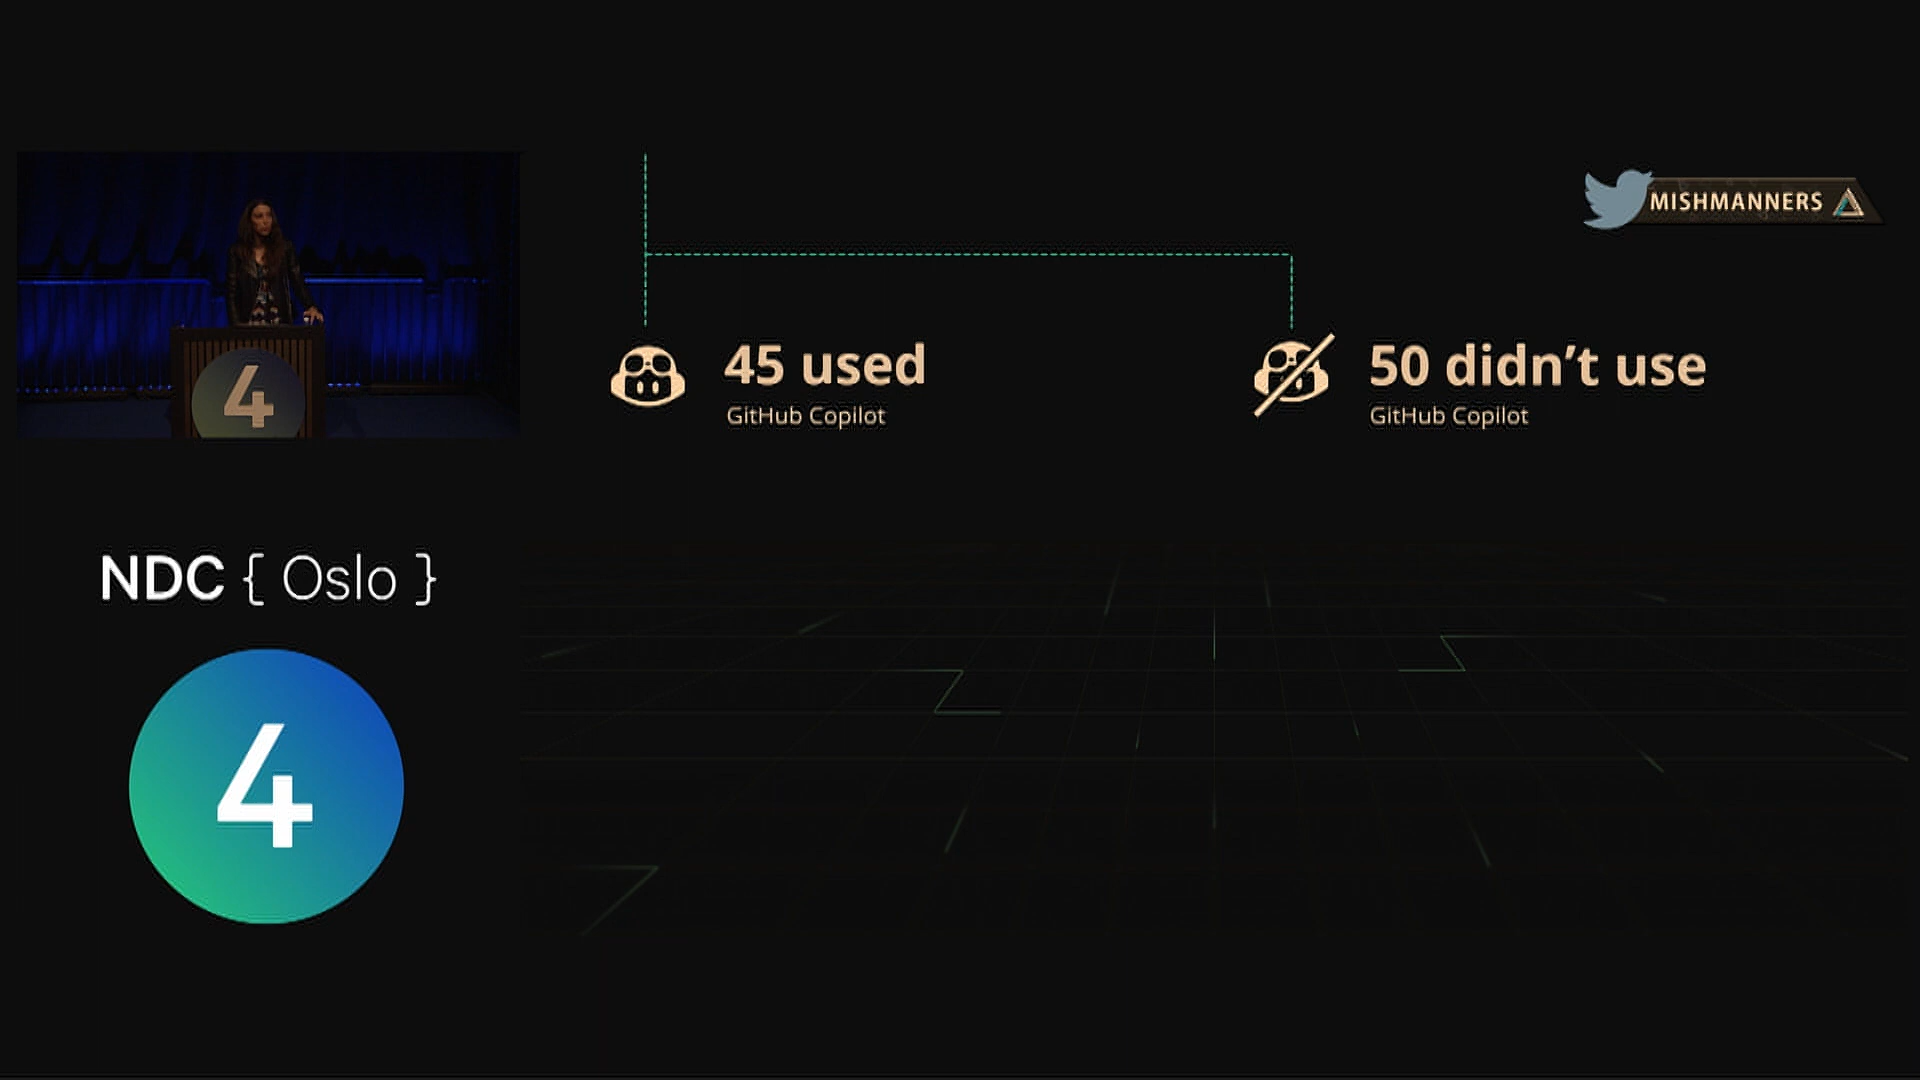 MISHMANNERS
45 used
GitHub Copilot
50 didn’t use
GitHub Copilot
4
NDC { Oslo }
4